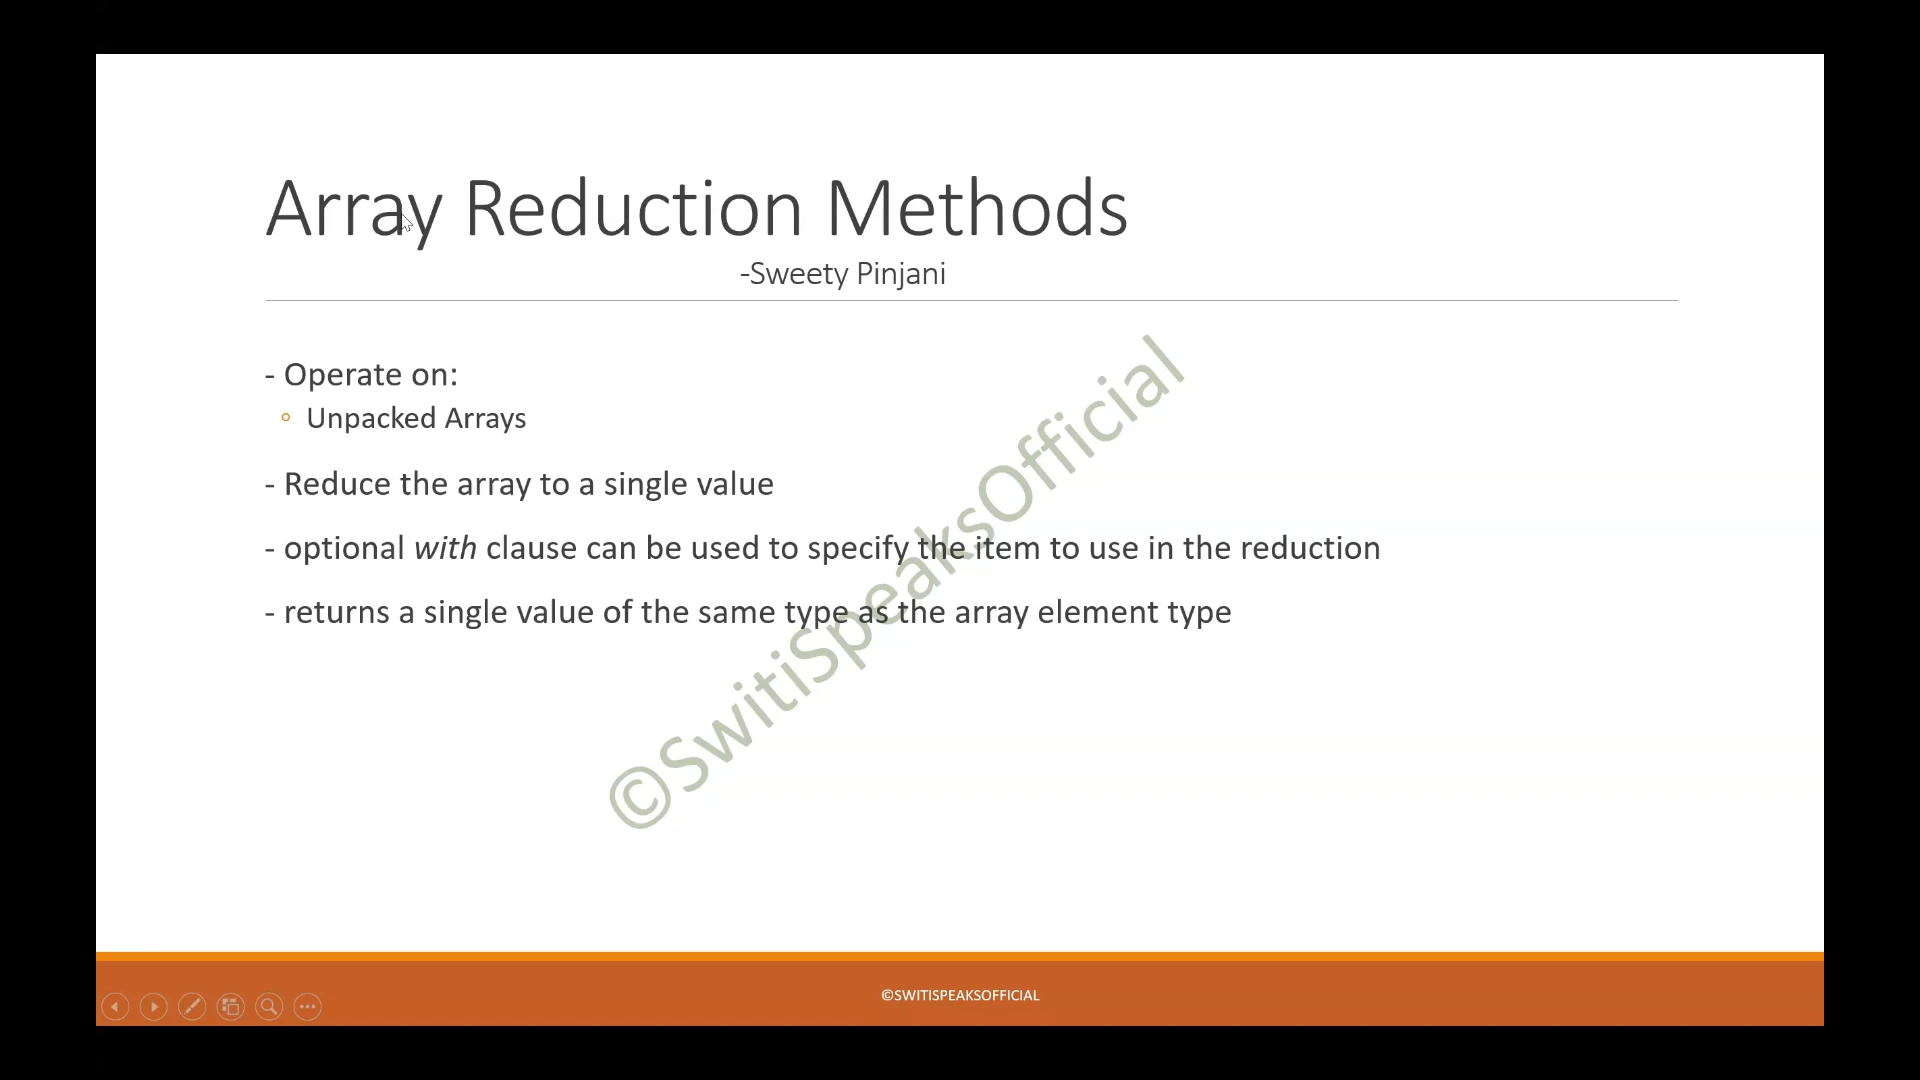 Array Reduction Methods
-Sweety Pinjani
- Operate on:
◦ Unpacked Arrays
- Reduce the array to a single value
- optional with clause can be used to specify the item to use in the reduction
- returns a single value of the same type as the array element type
©SwitiSpeaksOfficial
©SWITISPEAKSOFFICIAL